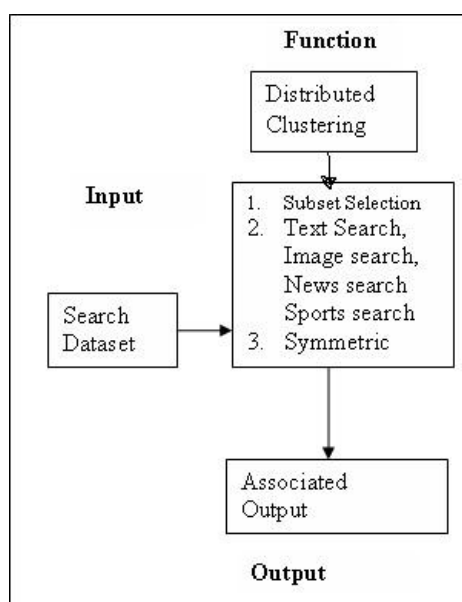 Function
Distributed
Clustering
Input
1. Subset Selection
2. Text Search,
Image search,
News search
Sports search
3. Symmetric
Search
Dataset
Associated
Output
Output